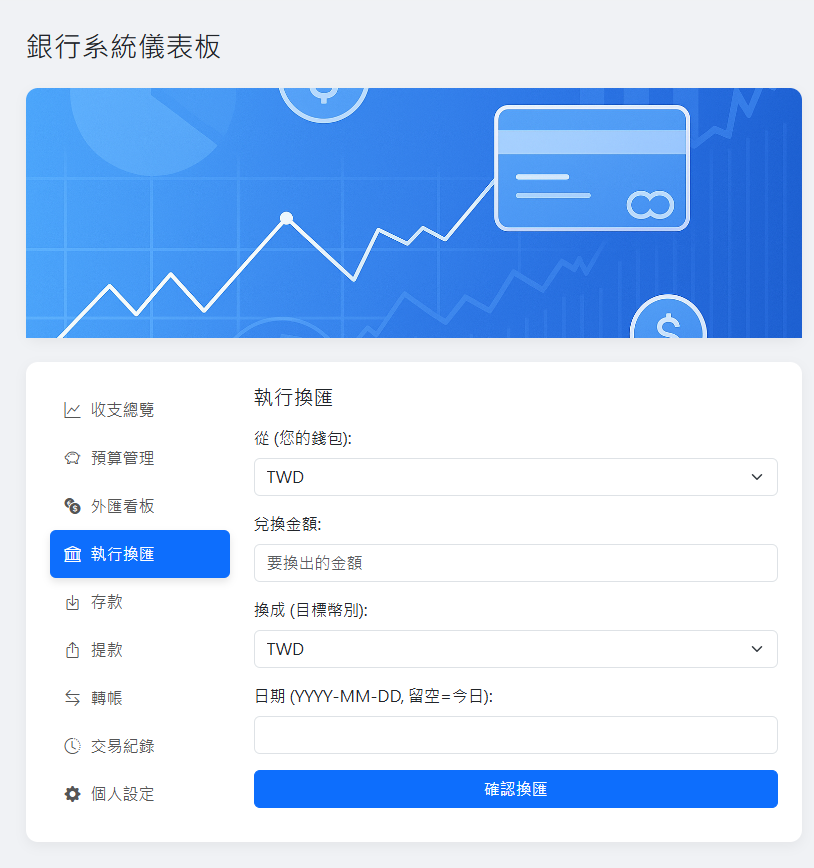 銀行系統儀表板
$
$
收支總覽
預算管理
外匯看板
執行換匯
存款
提款
轉帳
交易紀錄
個人設定
執行換匯
從 (您的錢包):
TWD
兌換金額:
要換出的金額
換成 (目標幣別):
TWD
日期 (YYYY-MM-DD, 留空=今日):
確認換匯